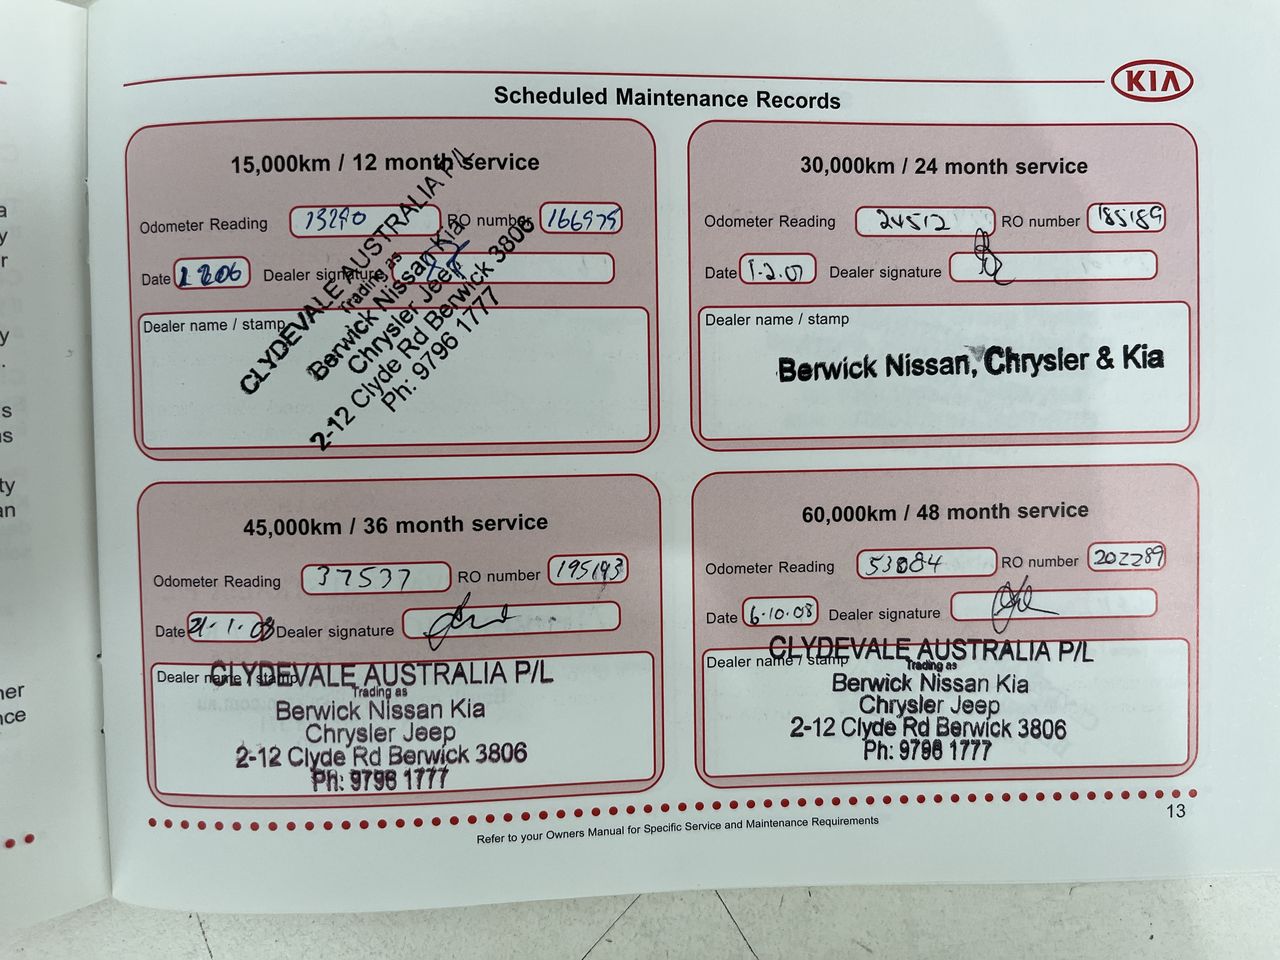 KIA
Scheduled Maintenance Records
15,000km / 12 month service
Odometer Reading 13290 RO number 166975
Date 1 8 06 Dealer signature
Dealer name / stamp
CLYDEVALE AUSTRALIA P/L
Trading as
Berwick Nissan Kia
Chrysler Jeep
2-12 Clyde Rd Berwick 3806
Ph: 9796 1777
30,000km / 24 month service
Odometer Reading 24512 RO number 185189
Date 1.2.07 Dealer signature
Dealer name / stamp
Berwick Nissan, Chrysler & Kia
45,000km / 36 month service
Odometer Reading 37537 RO number 195193
Date 21.1.08 Dealer signature
Dealer name / stamp
CLYDEVALE AUSTRALIA P/L
Trading as
Berwick Nissan Kia
Chrysler Jeep
2-12 Clyde Rd Berwick 3806
Ph: 9796 1777
60,000km / 48 month service
Odometer Reading 53084 RO number 202289
Date 6.10.08 Dealer signature
Dealer name / stamp
CLYDEVALE AUSTRALIA P/L
Trading as
Berwick Nissan Kia
Chrysler Jeep
2-12 Clyde Rd Berwick 3806
Ph: 9796 1777
13
Refer to your Owners Manual for Specific Service and Maintenance Requirements